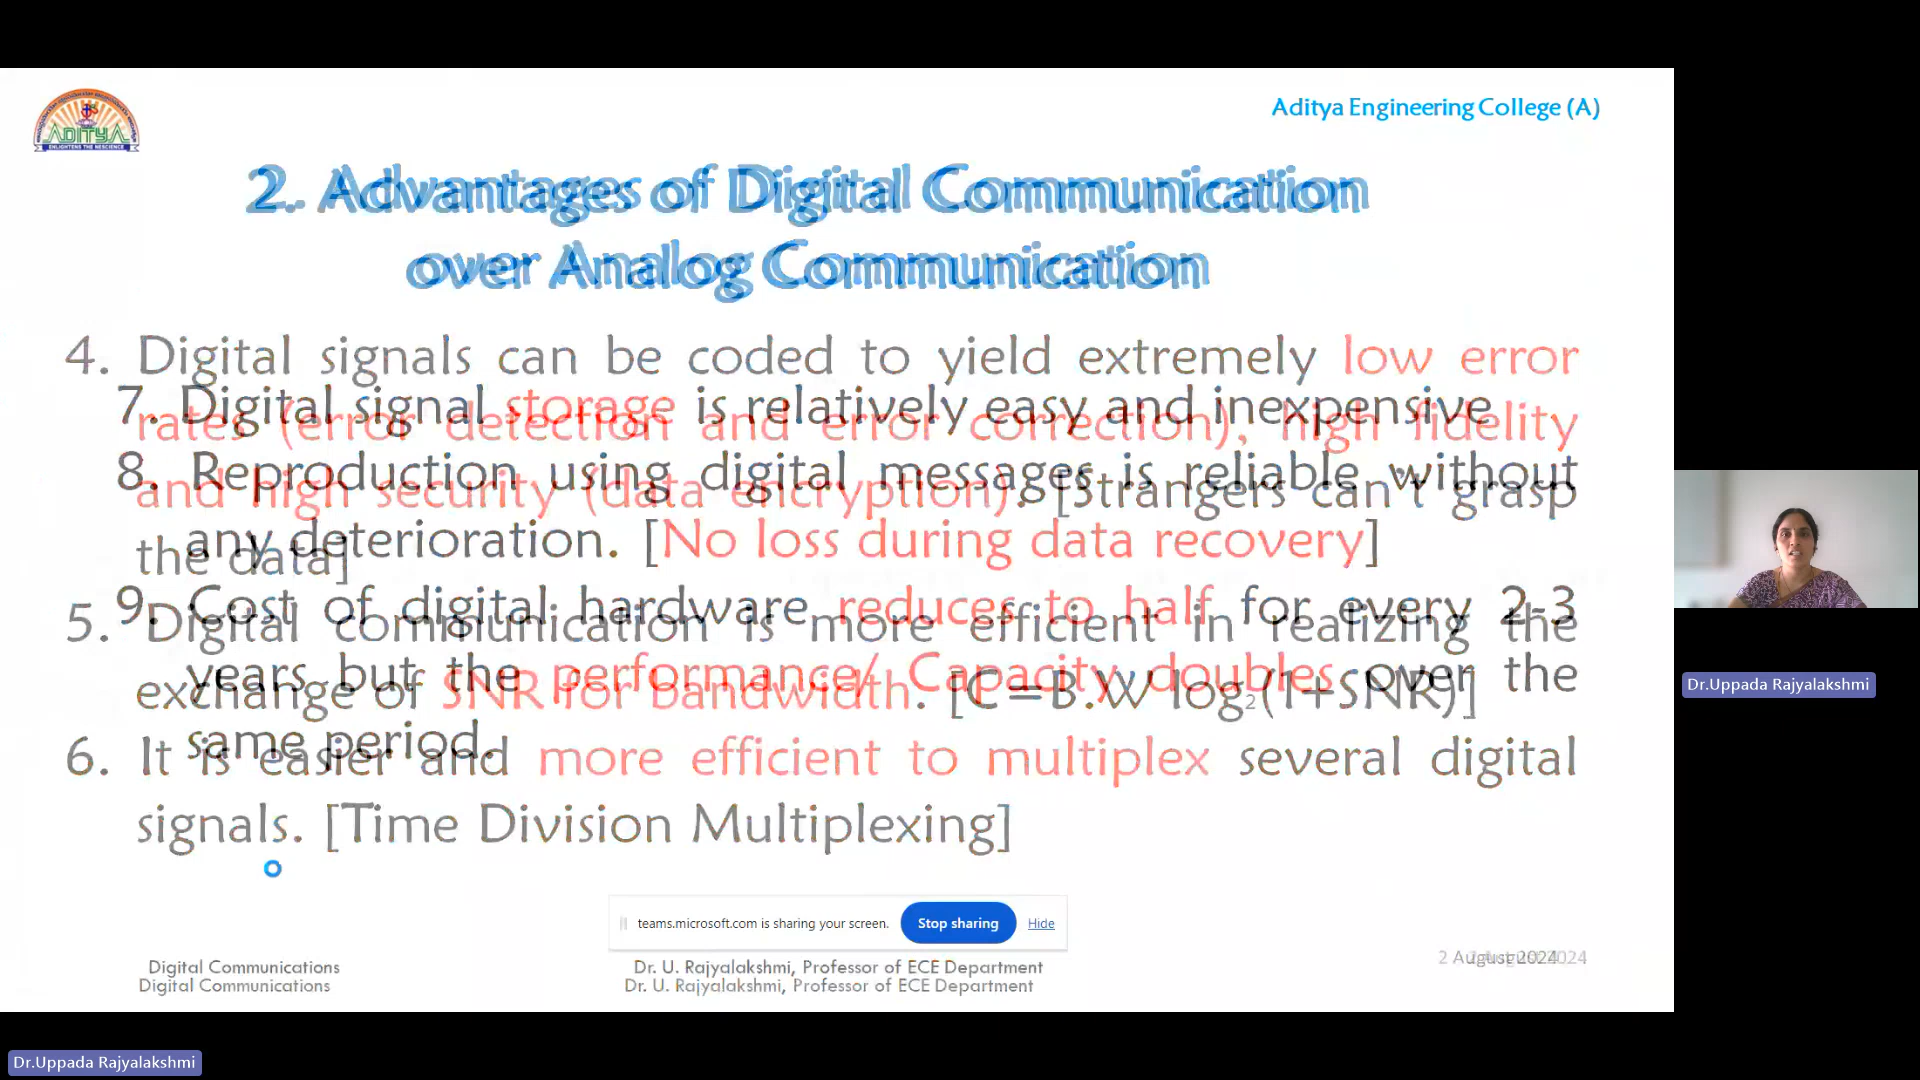 Aditya Engineering College (A)
ADITYA
ENLIGHTENS THE NESCIENCE
2. Advantages of Digital Communication
over Analog Communication
4. Digital signals can be coded to yield extremely low error
rates (error detection and error correction), high fidelity
and high security (data encryption). [Strangers can't grasp
the data]
5. Digital communication is more efficient in realizing the
exchange of SNR for bandwidth. [C=B.W log₂(1+SNR)]
6. It is easier and more efficient to multiplex several digital
signals. [Time Division Multiplexing]
7. Digital signal storage is relatively easy and inexpensive
8. Reproduction using digital messages is reliable without
any deterioration. [No loss during data recovery]
9. Cost of digital hardware reduces to half for every 2-3
years but the performance/ Capacity doubles over the
same period.
teams.microsoft.com is sharing your screen. Stop sharing Hide
Digital Communications
Digital Communications
Dr. U. Rajyalakshmi, Professor of ECE Department
Dr. U. Rajyalakshmi, Professor of ECE Department
2 August 2024
2 August 2024
Dr.Uppada Rajyalakshmi
Dr.Uppada Rajyalakshmi